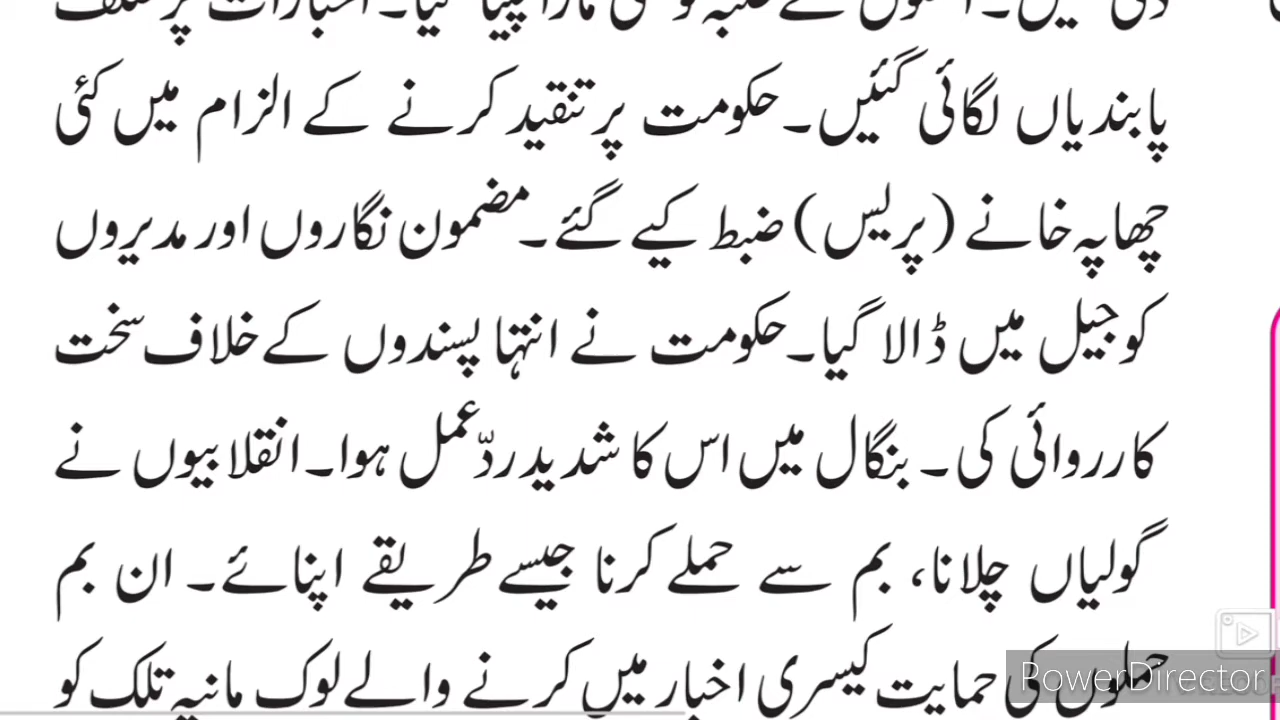 پابندیاں لگائی گئیں۔ حکومت پر تنقید کرنے کے الزام میں کئی
چھاپہ خانے (پریس) ضبط کیے گئے۔ مضمون نگاروں اور مدیروں
کو جیل میں ڈالا گیا۔ حکومت نے انتہا پسندوں کے خلاف سخت
کارروائی کی۔ بنگال میں اس کا شدید ردّ عمل ہوا۔ انقلابیوں نے
گولیاں چلانا، بم سے حملے کرنا جیسے طریقے اپنائے۔ ان بم
حملوں کی حمایت کیسری اخبار میں کرنے والے لوک مانیہ تلک کو
PowerDirector